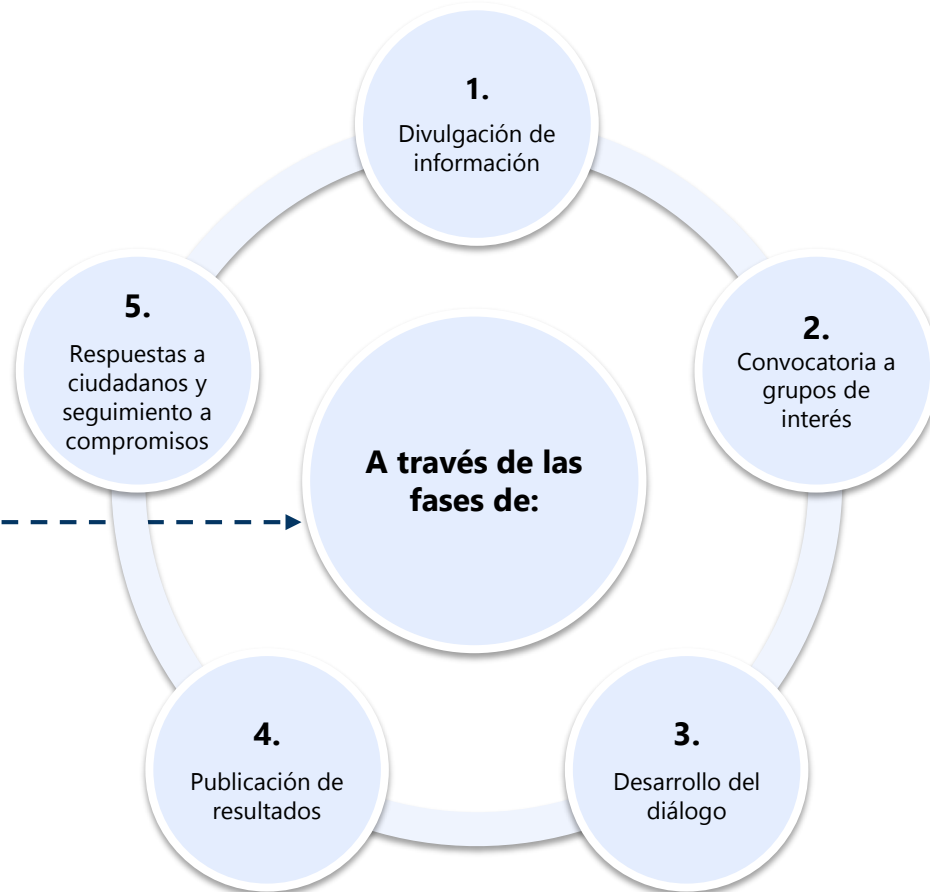 1.
Divulgación de
información
2.
Convocatoria a
grupos de
interés
3.
Desarrollo del
diálogo
4.
Publicación de
resultados
5.
Respuestas a
ciudadanos y
seguimiento a
compromisos
A través de las
fases de: